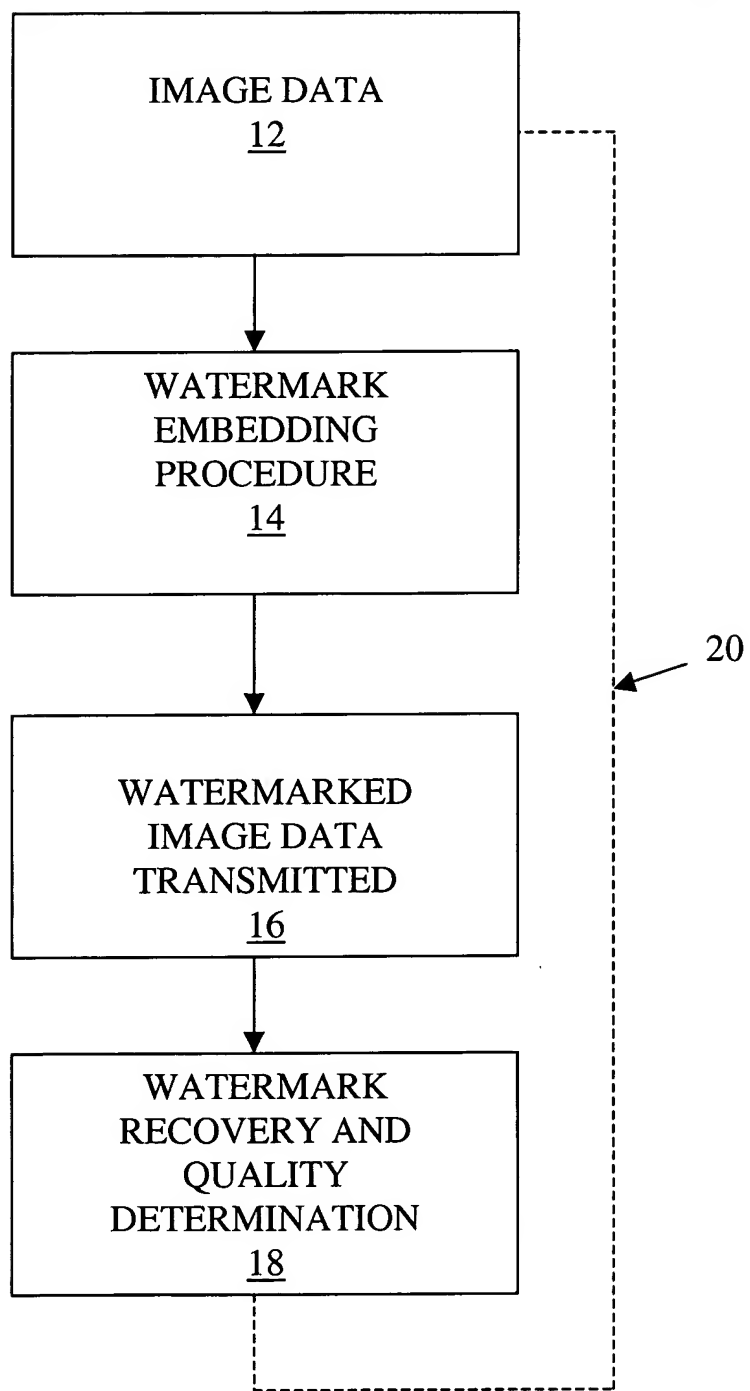 IMAGE DATA
12
WATERMARK
EMBEDDING
PROCEDURE
14
20
WATERMARKED
IMAGE DATA
TRANSMITTED
16
WATERMARK
RECOVERY AND
QUALITY
DETERMINATION
18